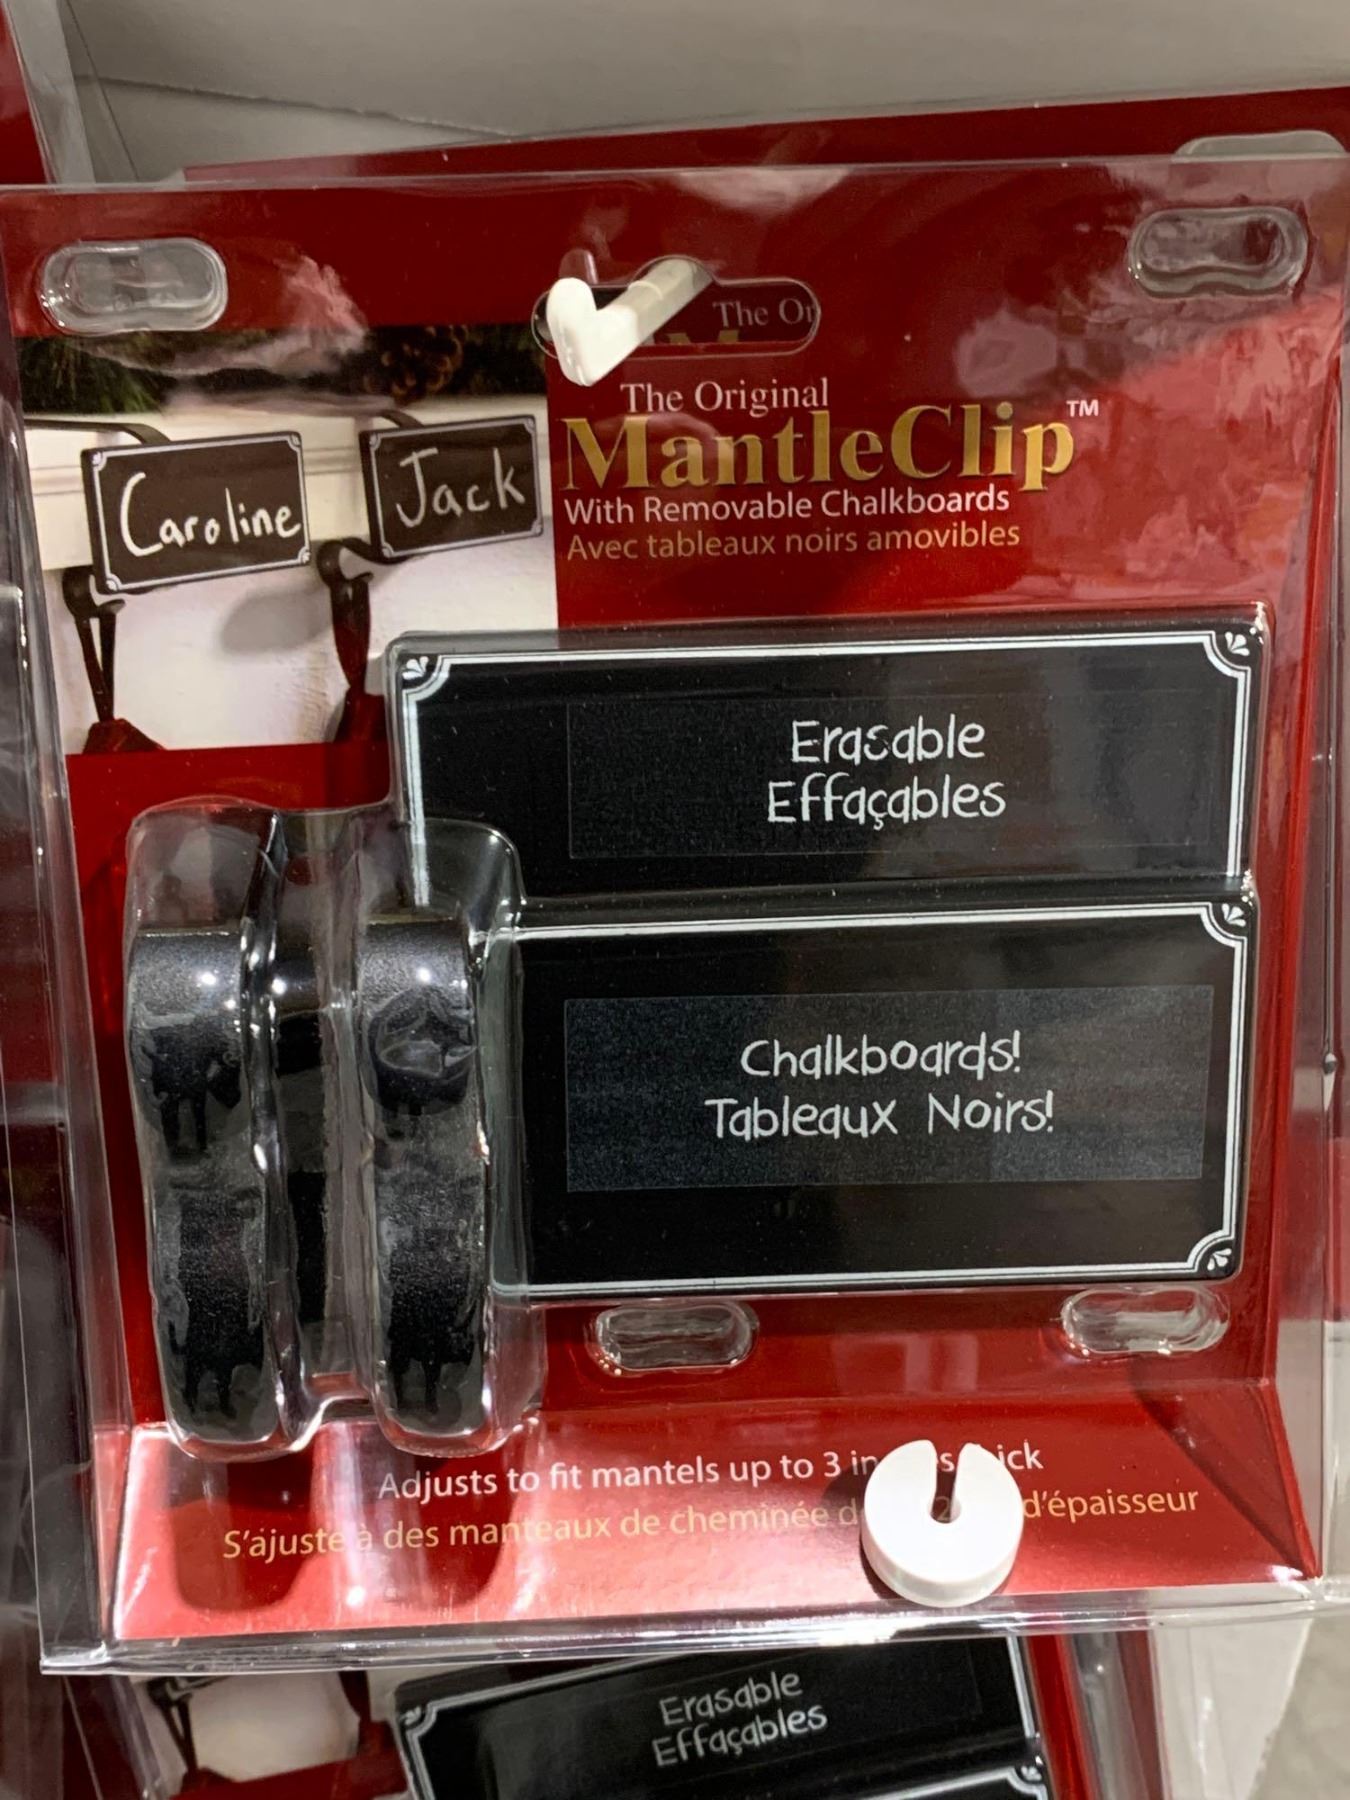 The Or
The Original
MantleClip™
With Removable Chalkboards
Avec tableaux noirs amovibles
Caroline
Jack
Erasable
Effaçables
Chalkboards!
Tableaux Noirs!
Adjusts to fit mantels up to 3
S'ajuste à des manteaux de cheminée d'épaisseur
Erasable
Effaçables